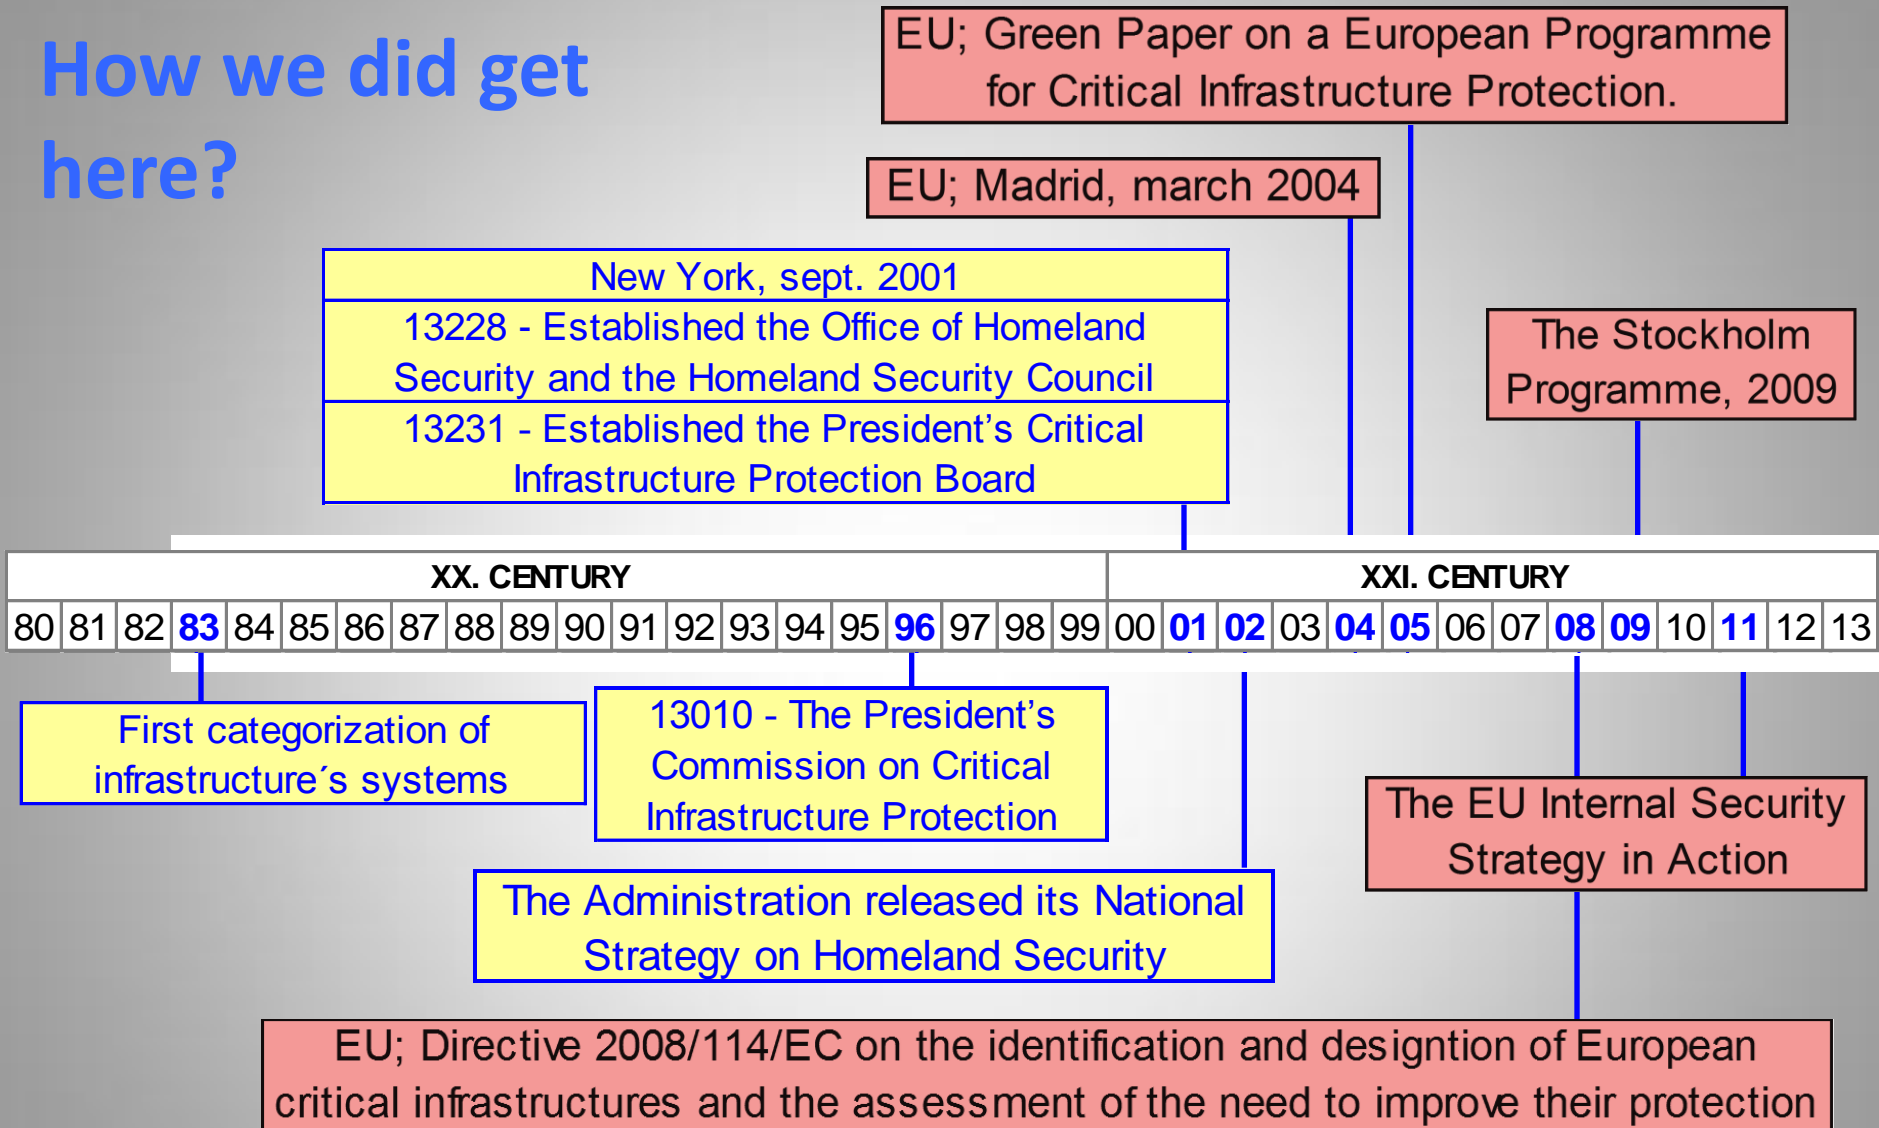 How we did get
here?
EU; Green Paper on a European Programme
for Critical Infrastructure Protection.
EU; Madrid, march 2004
New York, sept. 2001
13228 - Established the Office of Homeland
Security and the Homeland Security Council
13231 - Established the President’s Critical
Infrastructure Protection Board
The Stockholm
Programme, 2009
XX. CENTURY XXI. CENTURY
80 81 82 83 84 85 86 87 88 89 90 91 92 93 94 95 96 97 98 99 00 01 02 03 04 05 06 07 08 09 10 11 12 13
First categorization of
infrastructure´s systems
13010 - The President’s
Commission on Critical
Infrastructure Protection
The EU Internal Security
Strategy in Action
The Administration released its National
Strategy on Homeland Security
EU; Directive 2008/114/EC on the identification and designtion of European
critical infrastructures and the assessment of the need to improve their protection